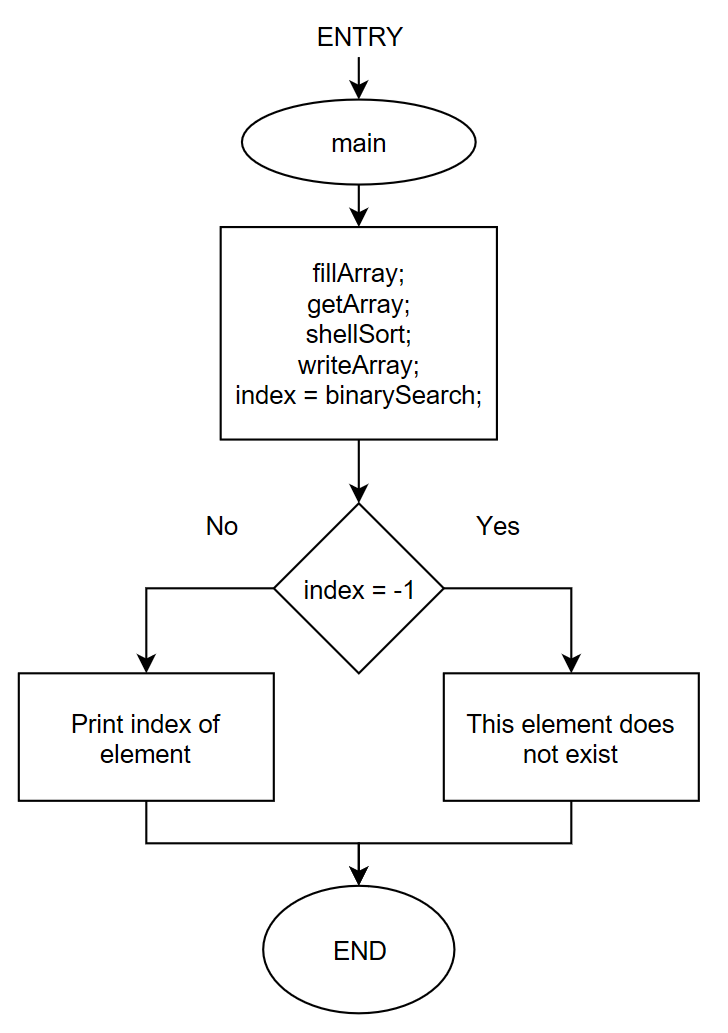 ENTRY
main
fillArray;
getArray;
shellSort;
writeArray;
index = binarySearch;
No
Yes
index = -1
Print index of
element
This element does
not exist
END